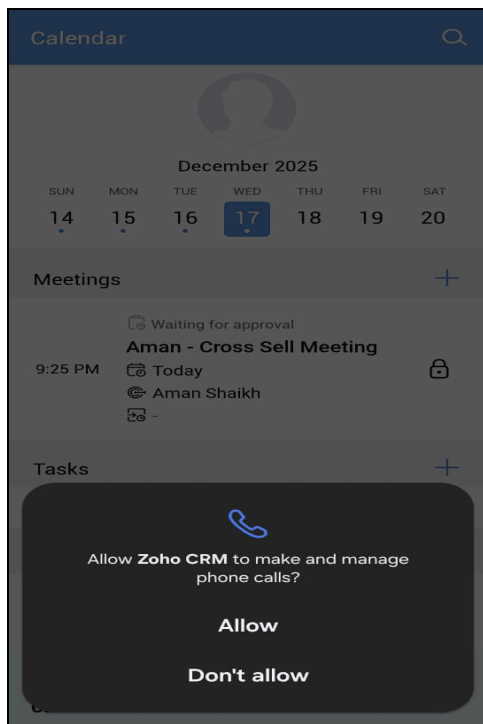 Calendar
December 2025
SUN MON TUE WED THU FRI SAT
14 15 16 17 18 19 20
Meetings
Waiting for approval
Aman - Cross Sell Meeting
9:25 PM
Today
Aman Shaikh
-
Tasks
Allow Zoho CRM to make and manage
phone calls?
Allow
Don't allow